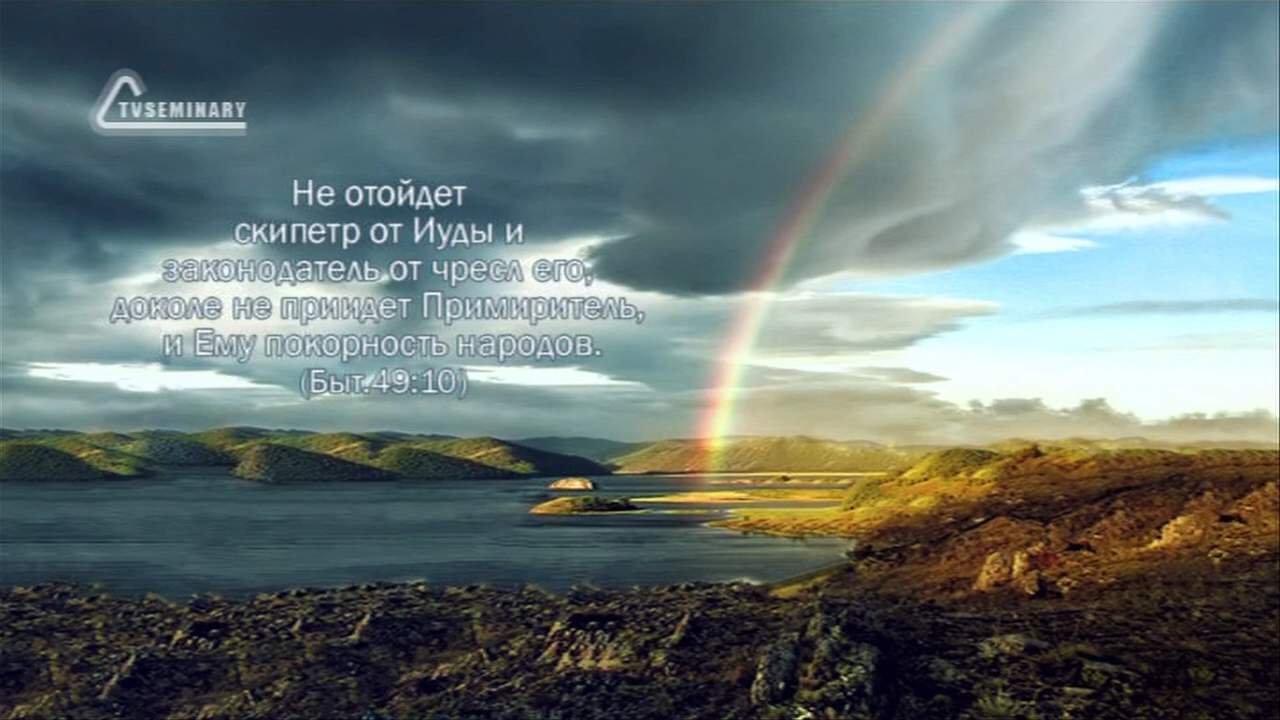 TVSEMINARY
Не отойдет
скипетр от Иуды и
законодатель от чресл его,
доколе не приидет Примиритель,
и Ему покорность народов.
(Быт.49:10)